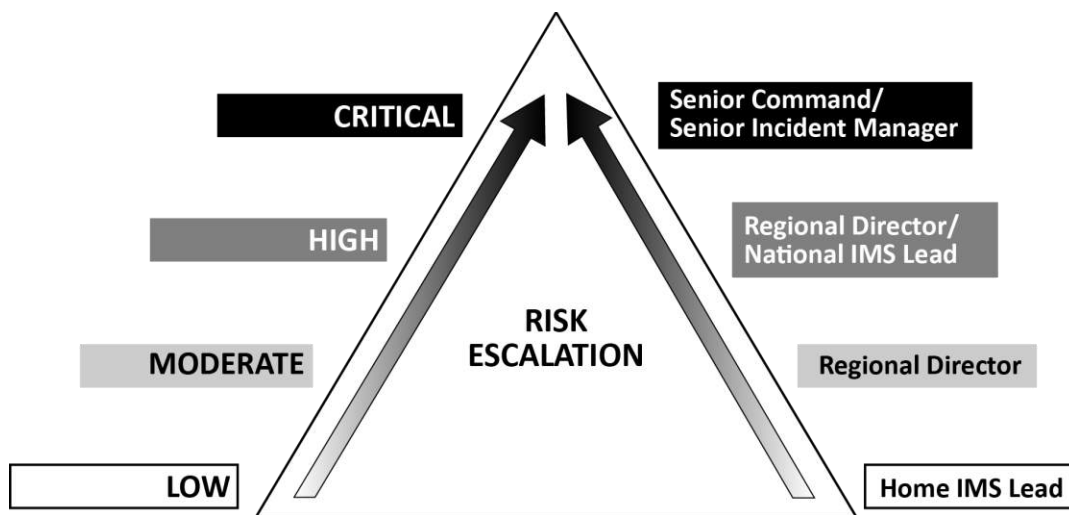 CRITICAL
Senior Command/
Senior Incident Manager
HIGH
Regional Director/
National IMS Lead
RISK
ESCALATION
MODERATE
Regional Director
LOW
Home IMS Lead